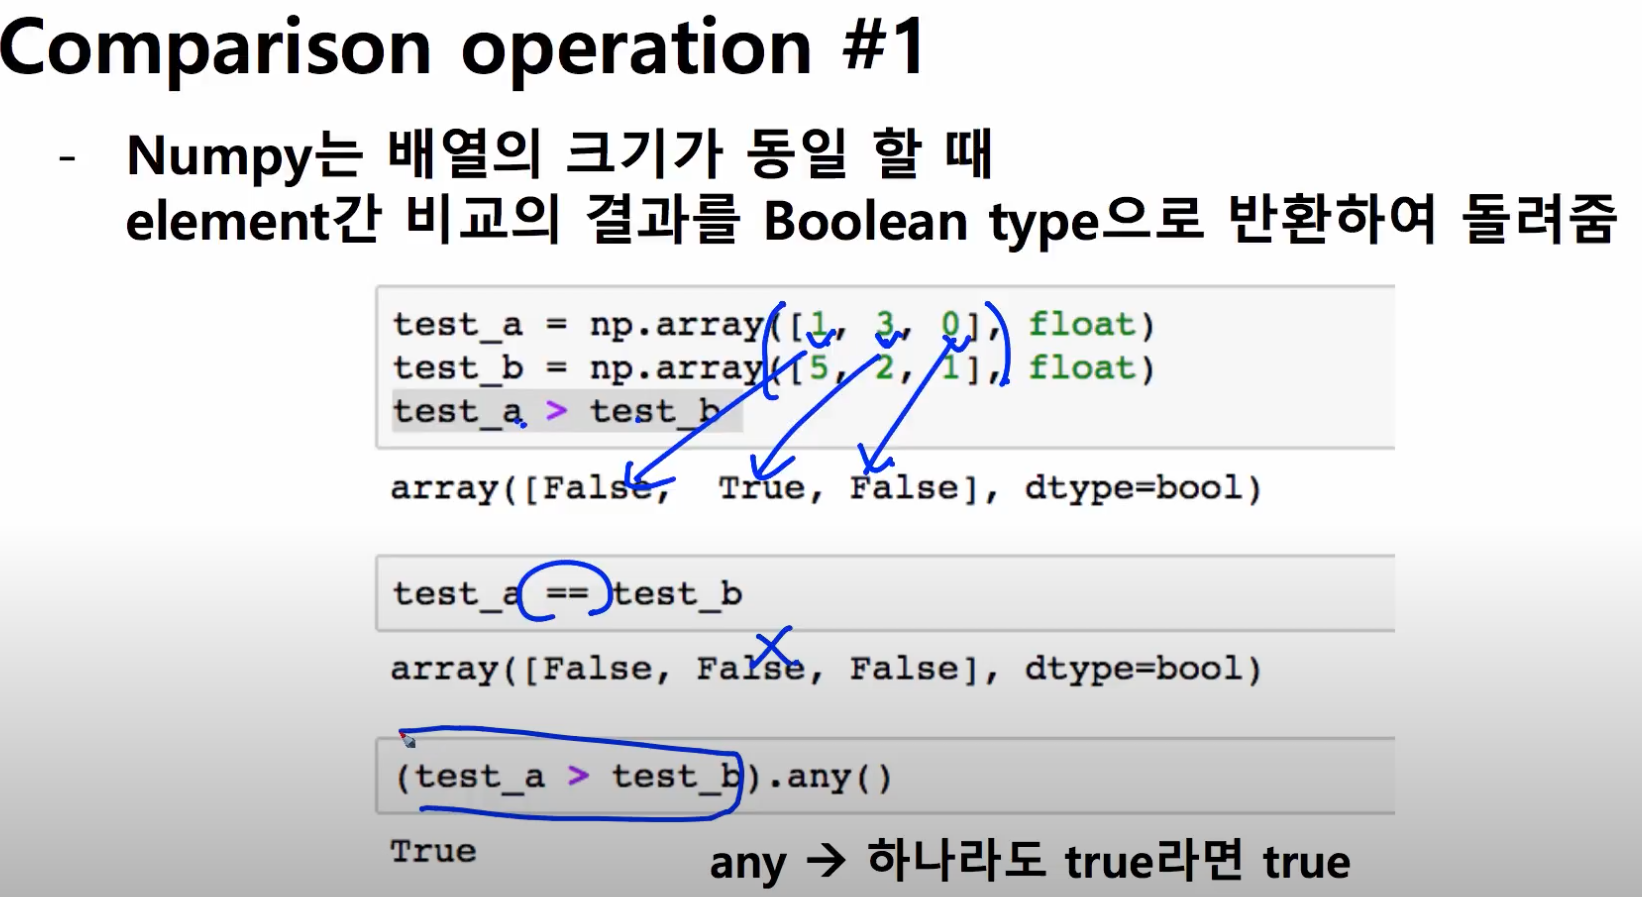 Comparison operation #1
- Numpy는 배열의 크기가 동일 할 때
element간 비교의 결과를 Boolean type으로 반환하여 돌려줌
test_a = np.array([1, 3, 0], float)
test_b = np.array([5, 2, 1], float)
test_a > test_b
array([False, True, False], dtype=bool)
test_a == test_b
array([False, False, False], dtype=bool)
(test_a > test_b).any()
True
any → 하나라도 true라면 true